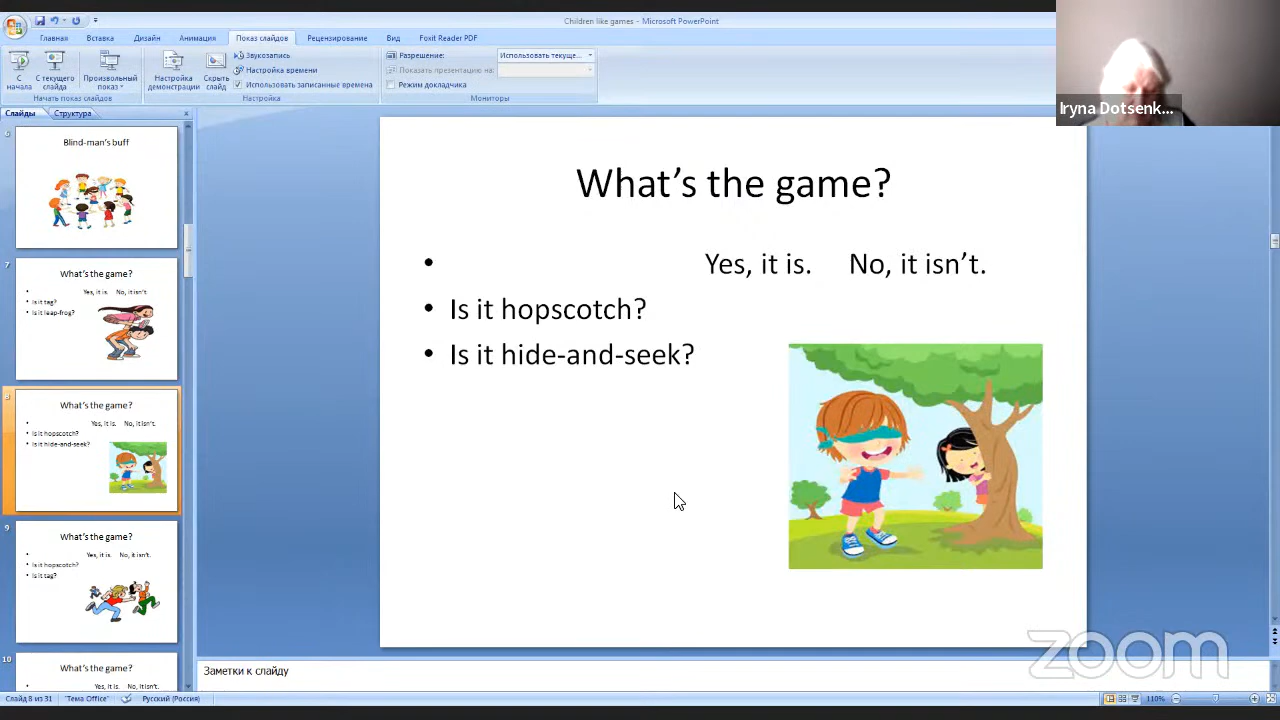 Children like games - Microsoft PowerPoint
Главная Вставка Дизайн Анимация Показ слайдов Рецензирование Вид Foxit Reader PDF
С начала
С текущего слайда
Произвольный показ
Начать показ слайдов
Настройка демонстрации
Скрыть слайд
Звукозапись
Настройка времени
Использовать записанные времена
Настройка
Разрешение: Использовать текуще...
Показать презентацию на:
Режим докладчика
Мониторы
Iryna Dotsenk...
Слайды Структура
6
Blind-man's buff
7
What's the game?
• Yes, it is. No, it isn't.
• Is it tag?
• Is it leap-frog?
8
What's the game?
• Yes, it is. No, it isn't.
• Is it hopscotch?
• Is it hide-and-seek?
9
What's the game?
• Yes, it is. No, it isn't.
• Is it hopscotch?
• Is it tag?
10
What's the game?
• Yes, it is. No, it isn't.
What's the game?
• Yes, it is. No, it isn't.
• Is it hopscotch?
• Is it hide-and-seek?
zoom
Заметки к слайду
Слайд 8 из 31 "Тема Office" Русский (Россия) 110%